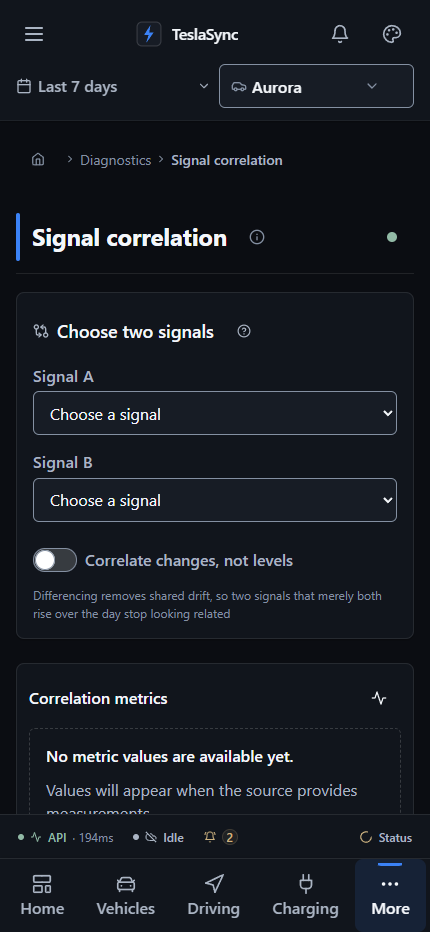 TeslaSync
Last 7 days
Aurora
Diagnostics
Signal correlation
Signal correlation
Choose two signals
Signal A
Choose a signal
Signal B
Choose a signal
Correlate changes, not levels
Differencing removes shared drift, so two signals that merely both
rise over the day stop looking related
Correlation metrics
No metric values are available yet.
Values will appear when the source provides
measurements
API · 194ms
Idle
2
Status
Home
Vehicles
Driving
Charging
More